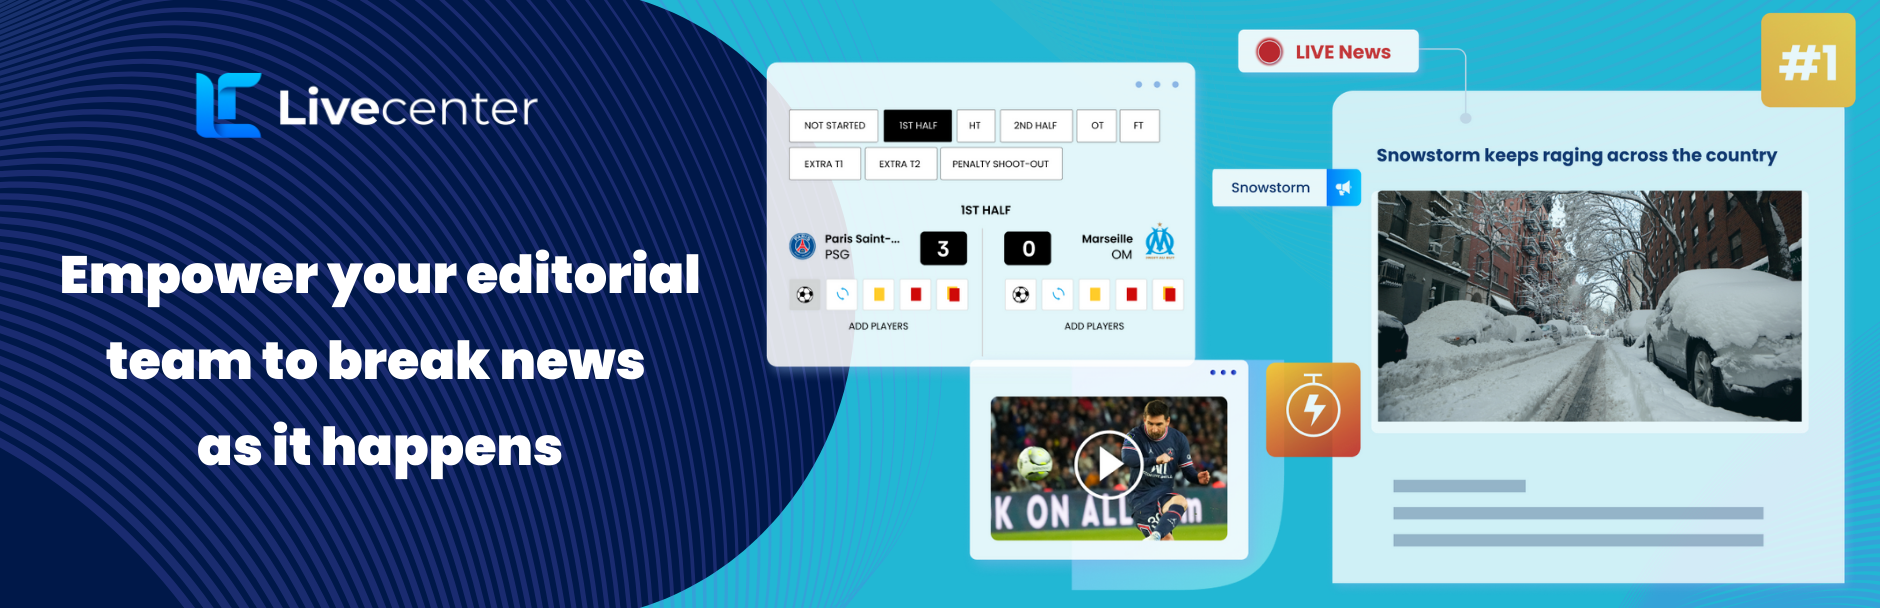 Livecenter
Empower your editorial
team to break news
as it happens
NOT STARTED
1ST HALF
HT
2ND HALF
OT
FT
EXTRA T1
EXTRA T2
PENALTY SHOOT-OUT
1ST HALF
Paris Saint-...
PSG
3
0
Marseille
OM
ADD PLAYERS
ADD PLAYERS
K ON ALL
LIVE News
#1
Snowstorm keeps raging across the country
Snowstorm